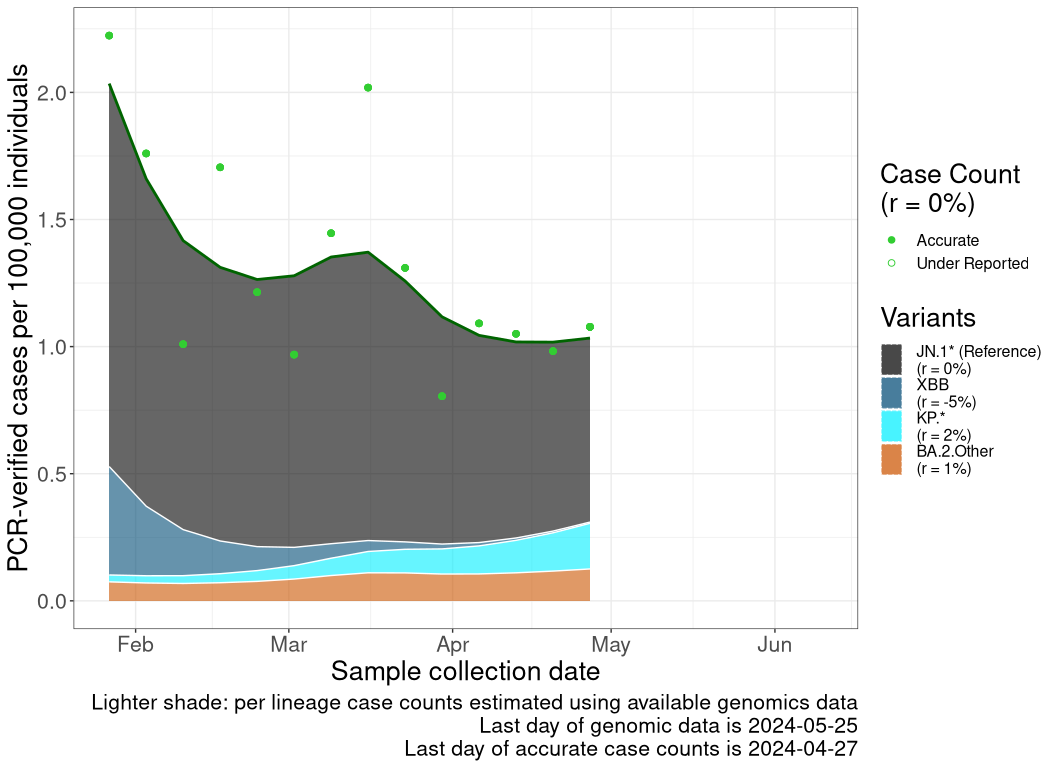 PCR-verified cases per 100,000 individuals
2.0
1.5
1.0
0.5
0.0
Feb
Mar
Apr
May
Jun
Sample collection date
Lighter shade: per lineage case counts estimated using available genomics data
Last day of genomic data is 2024-05-25
Last day of accurate case counts is 2024-04-27
Case Count
(r = 0%)
Accurate
Under Reported
Variants
JN.1* (Reference)
(r = 0%)
XBB
(r = -5%)
KP.*
(r = 2%)
BA.2.Other
(r = 1%)